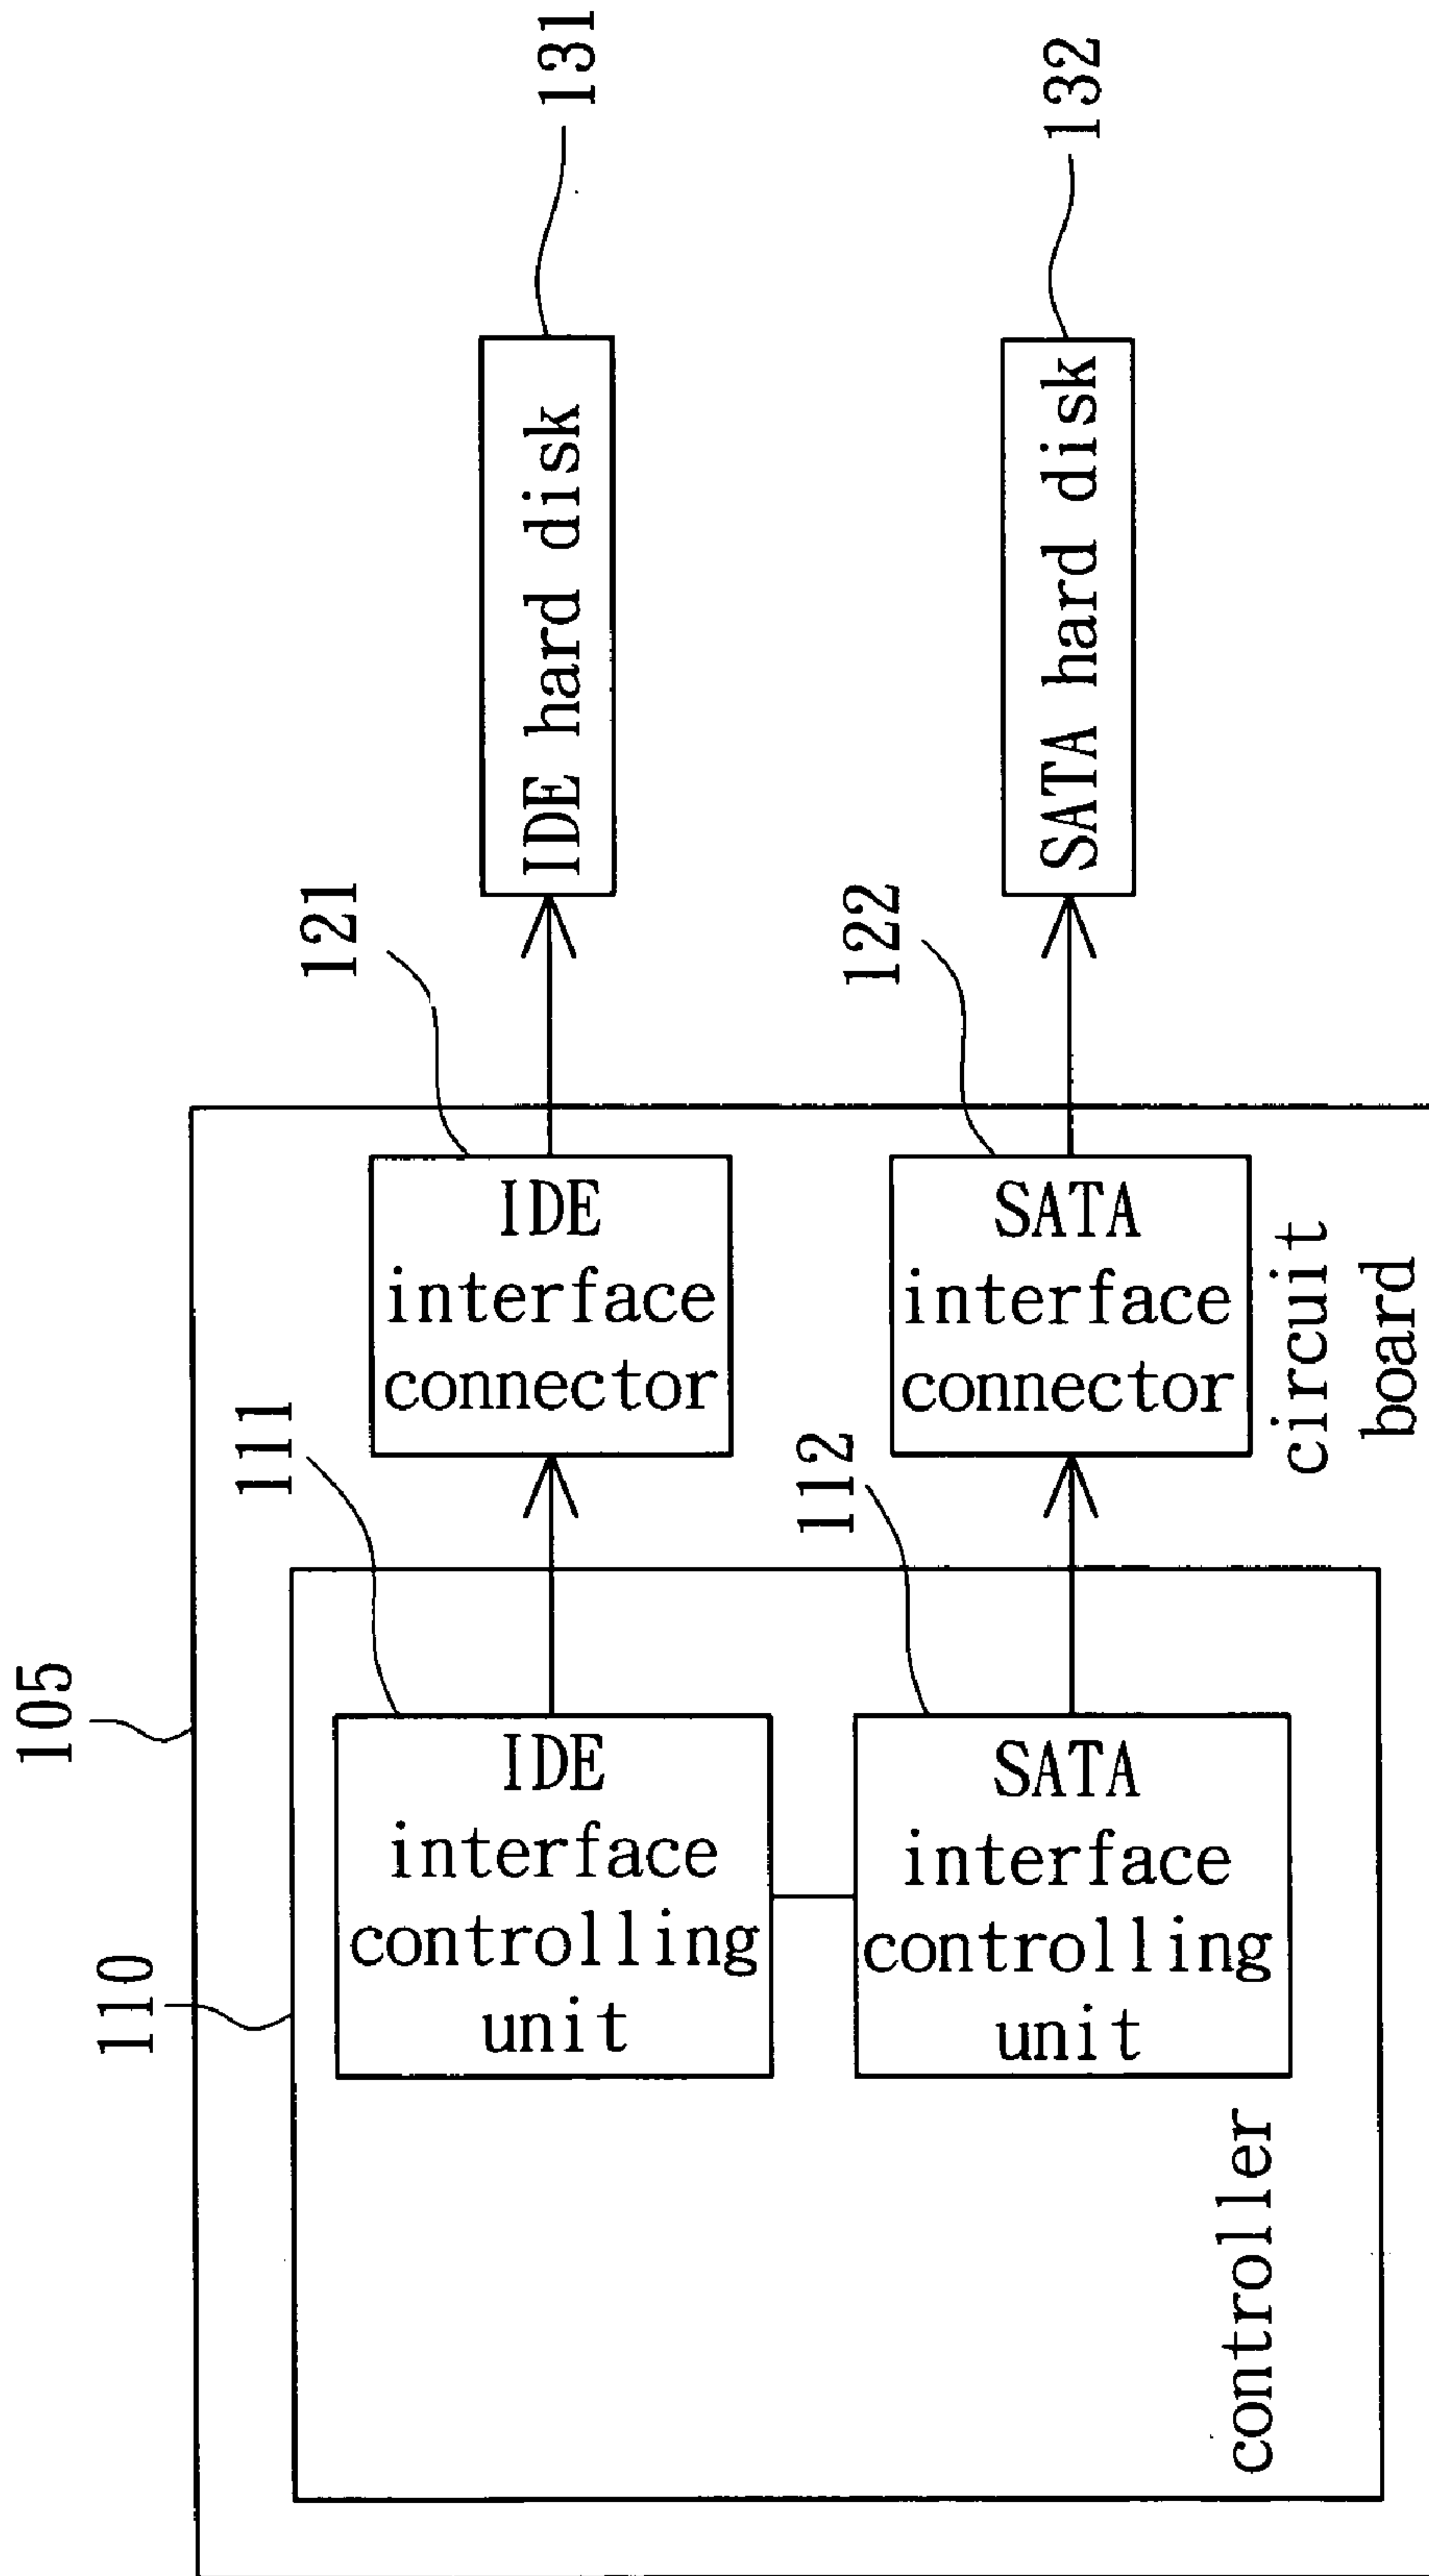 105
110
111
121
131
IDE
interface
controlling
unit
IDE
interface
connector
IDE hard disk
112
122
132
SATA
interface
controlling
unit
SATA
interface
connector
SATA hard disk
controller
circuit
board